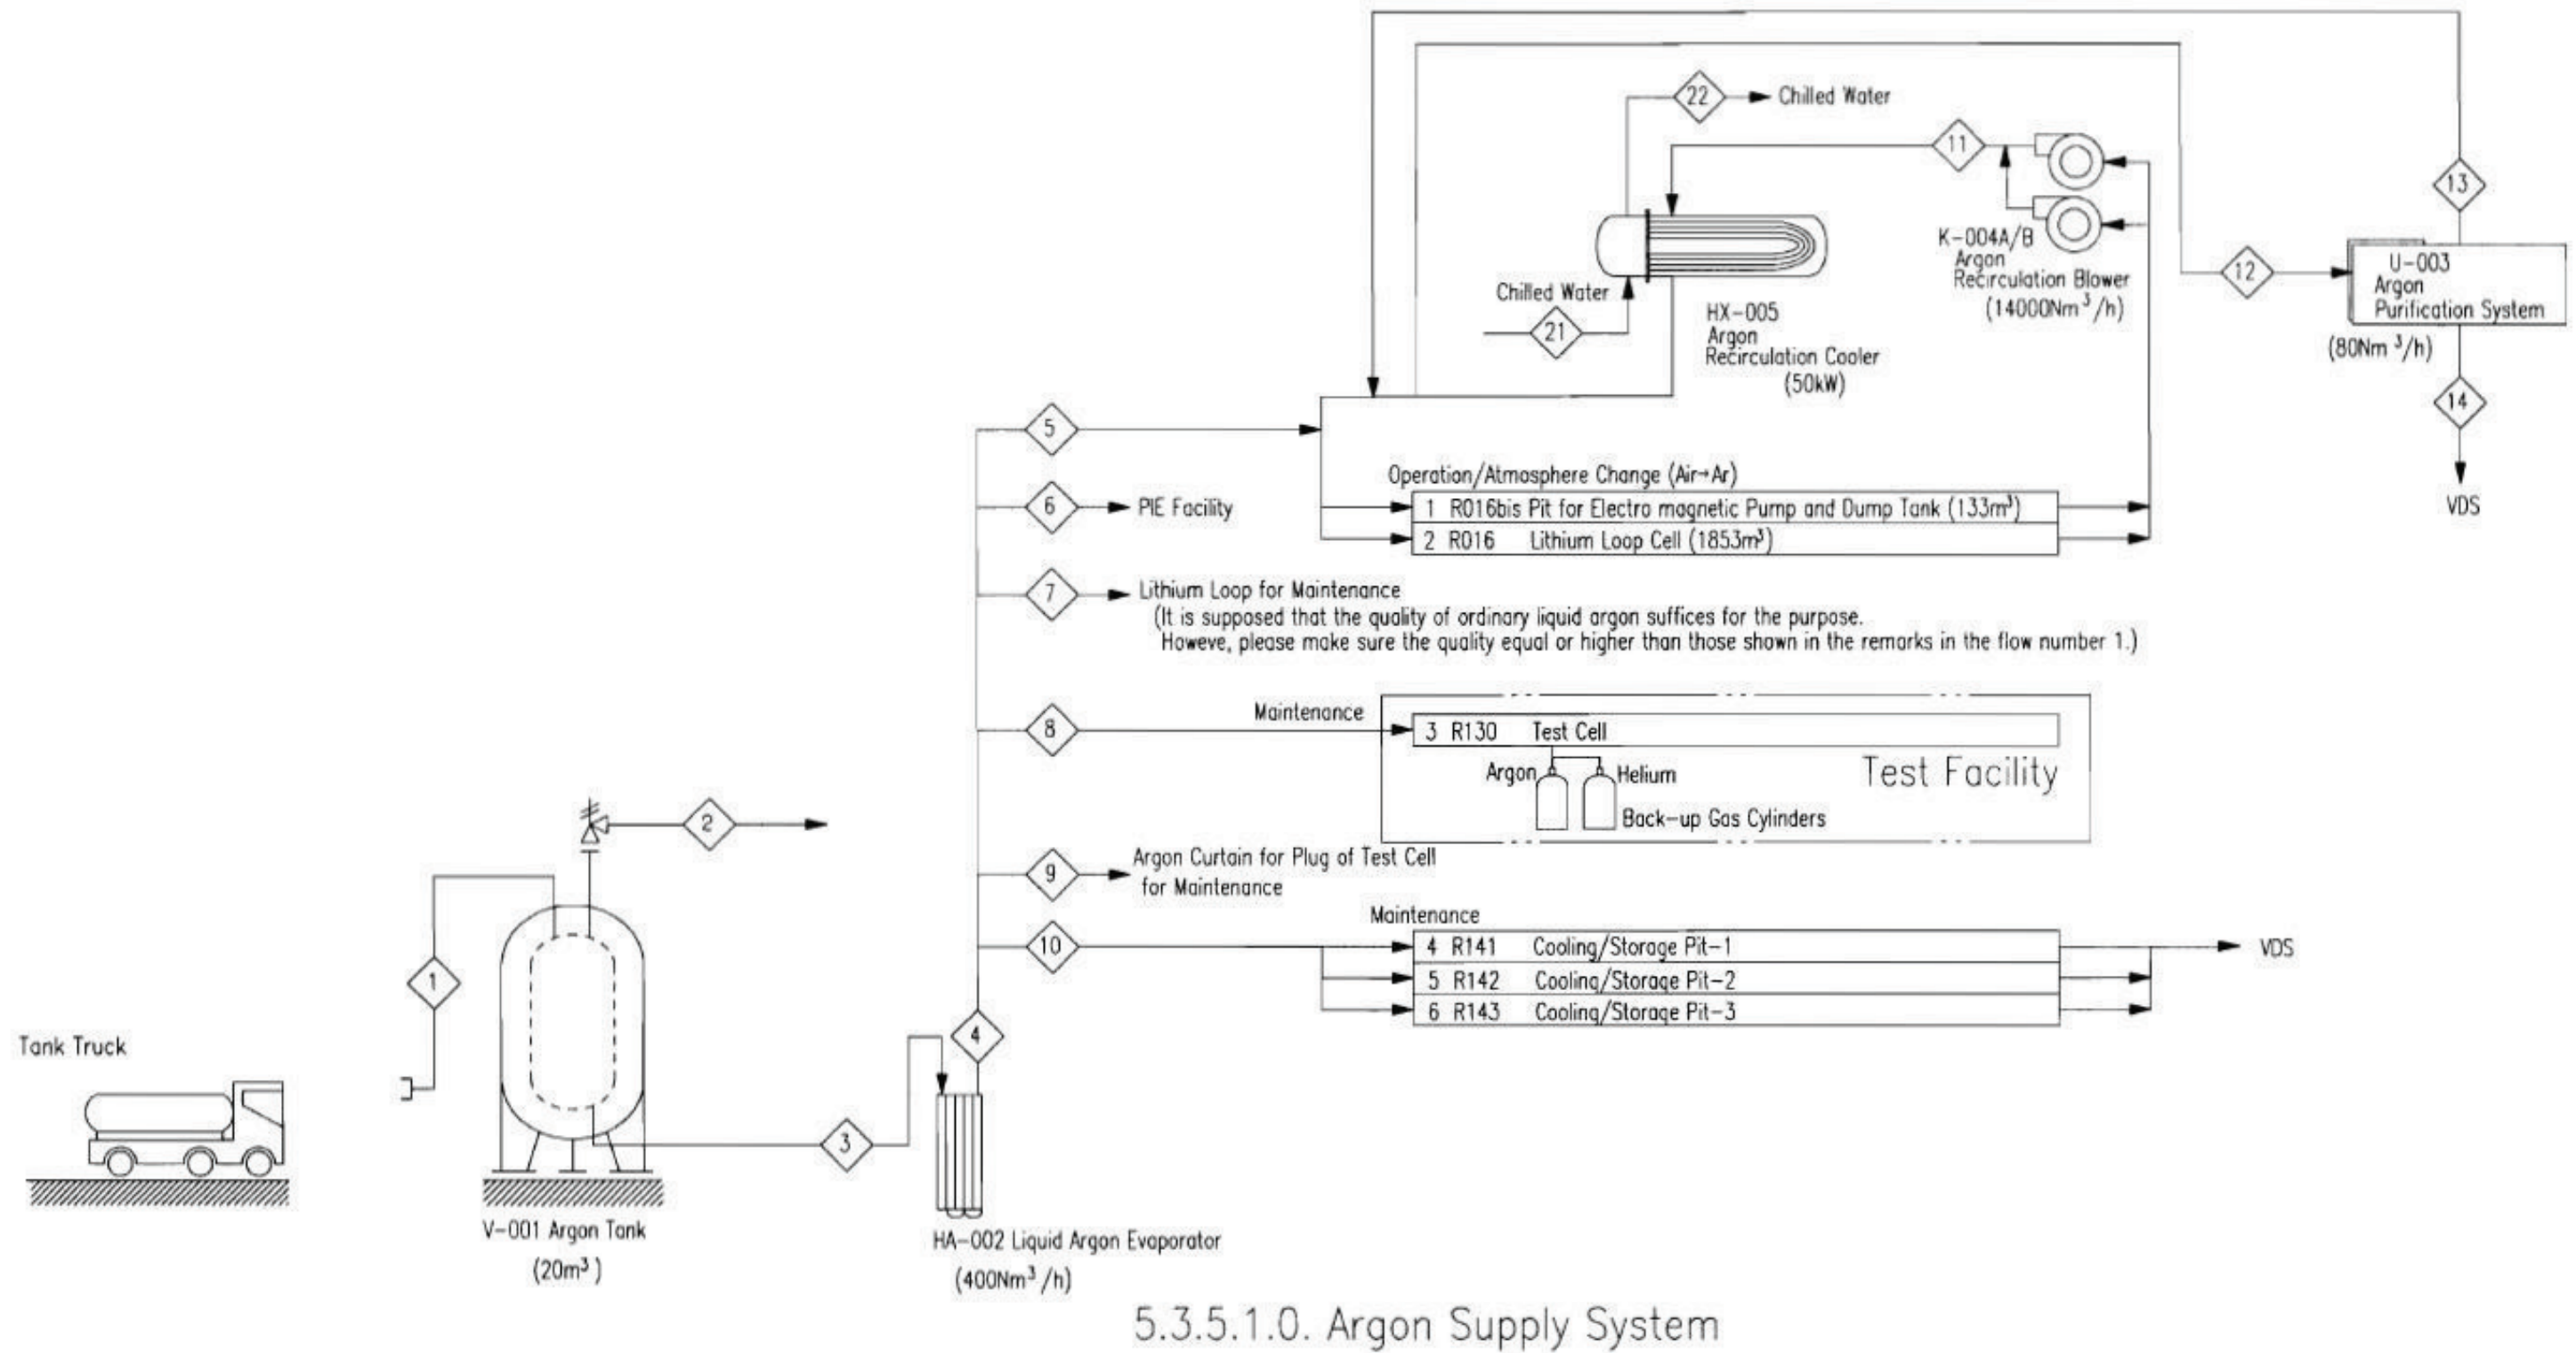 22
Chilled Water
11
13
K-004A/B
Argon
Recirculation Blower
(14000Nm³/h)
12
U-003
Argon
Purification System
(80Nm³/h)
Chilled Water
21
HX-005
Argon
Recirculation Cooler
(50kW)
14
VDS
5
Operation/Atmosphere Change (Air→Ar)
1 R016bis Pit for Electro magnetic Pump and Dump Tank (133m³)
2 R016 Lithium Loop Cell (1853m³)
6
PIE Facility
7
Lithium Loop for Maintenance
(It is supposed that the quality of ordinary liquid argon suffices for the purpose.
Howeve, please make sure the quality equal or higher than those shown in the remarks in the flow number 1.)
8
Maintenance
3 R130 Test Cell
Argon
Helium
Back-up Gas Cylinders
Test Facility
2
9
Argon Curtain for Plug of Test Cell
for Maintenance
10
Maintenance
4 R141 Cooling/Storage Pit-1
5 R142 Cooling/Storage Pit-2
6 R143 Cooling/Storage Pit-3
VDS
1
4
Tank Truck
3
V-001 Argon Tank
(20m³)
HA-002 Liquid Argon Evaporator
(400Nm³/h)
5.3.5.1.0. Argon Supply System